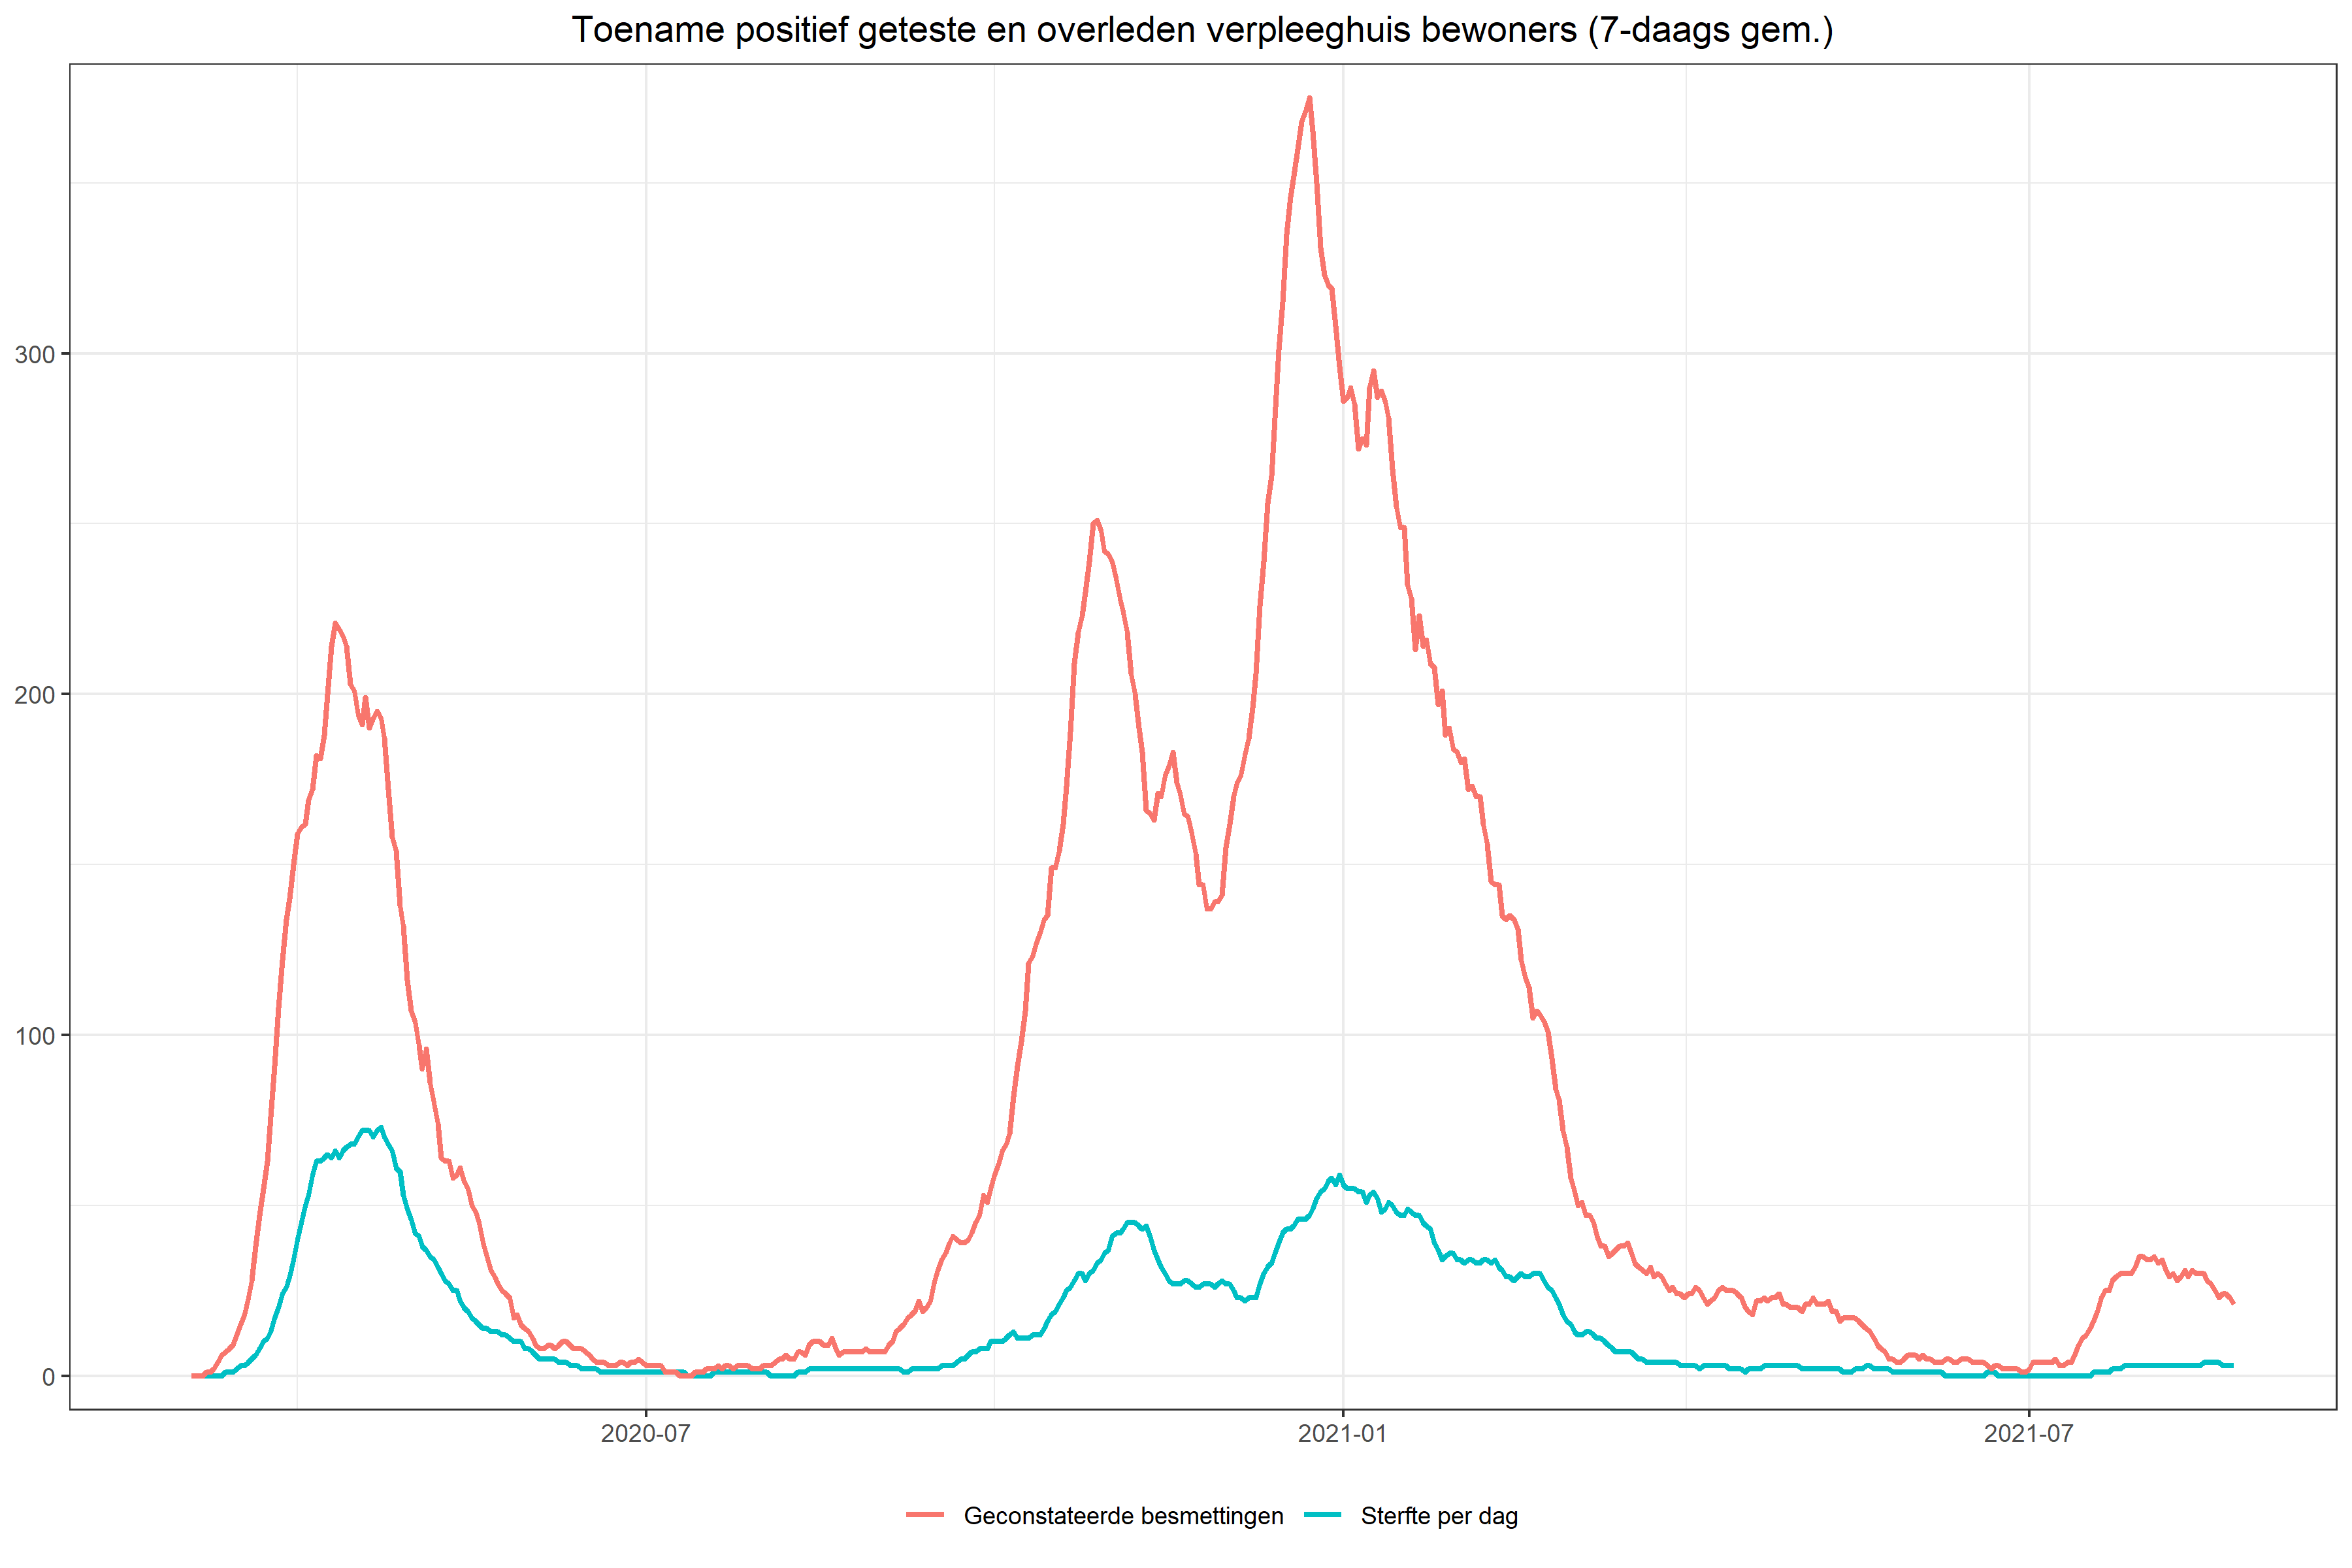 Toename positief geteste en overleden verpleeghuis bewoners (7-daags gem.)
300
200
100
0
2020-07 2021-01 2021-07
Geconstateerde besmettingen Sterfte per dag